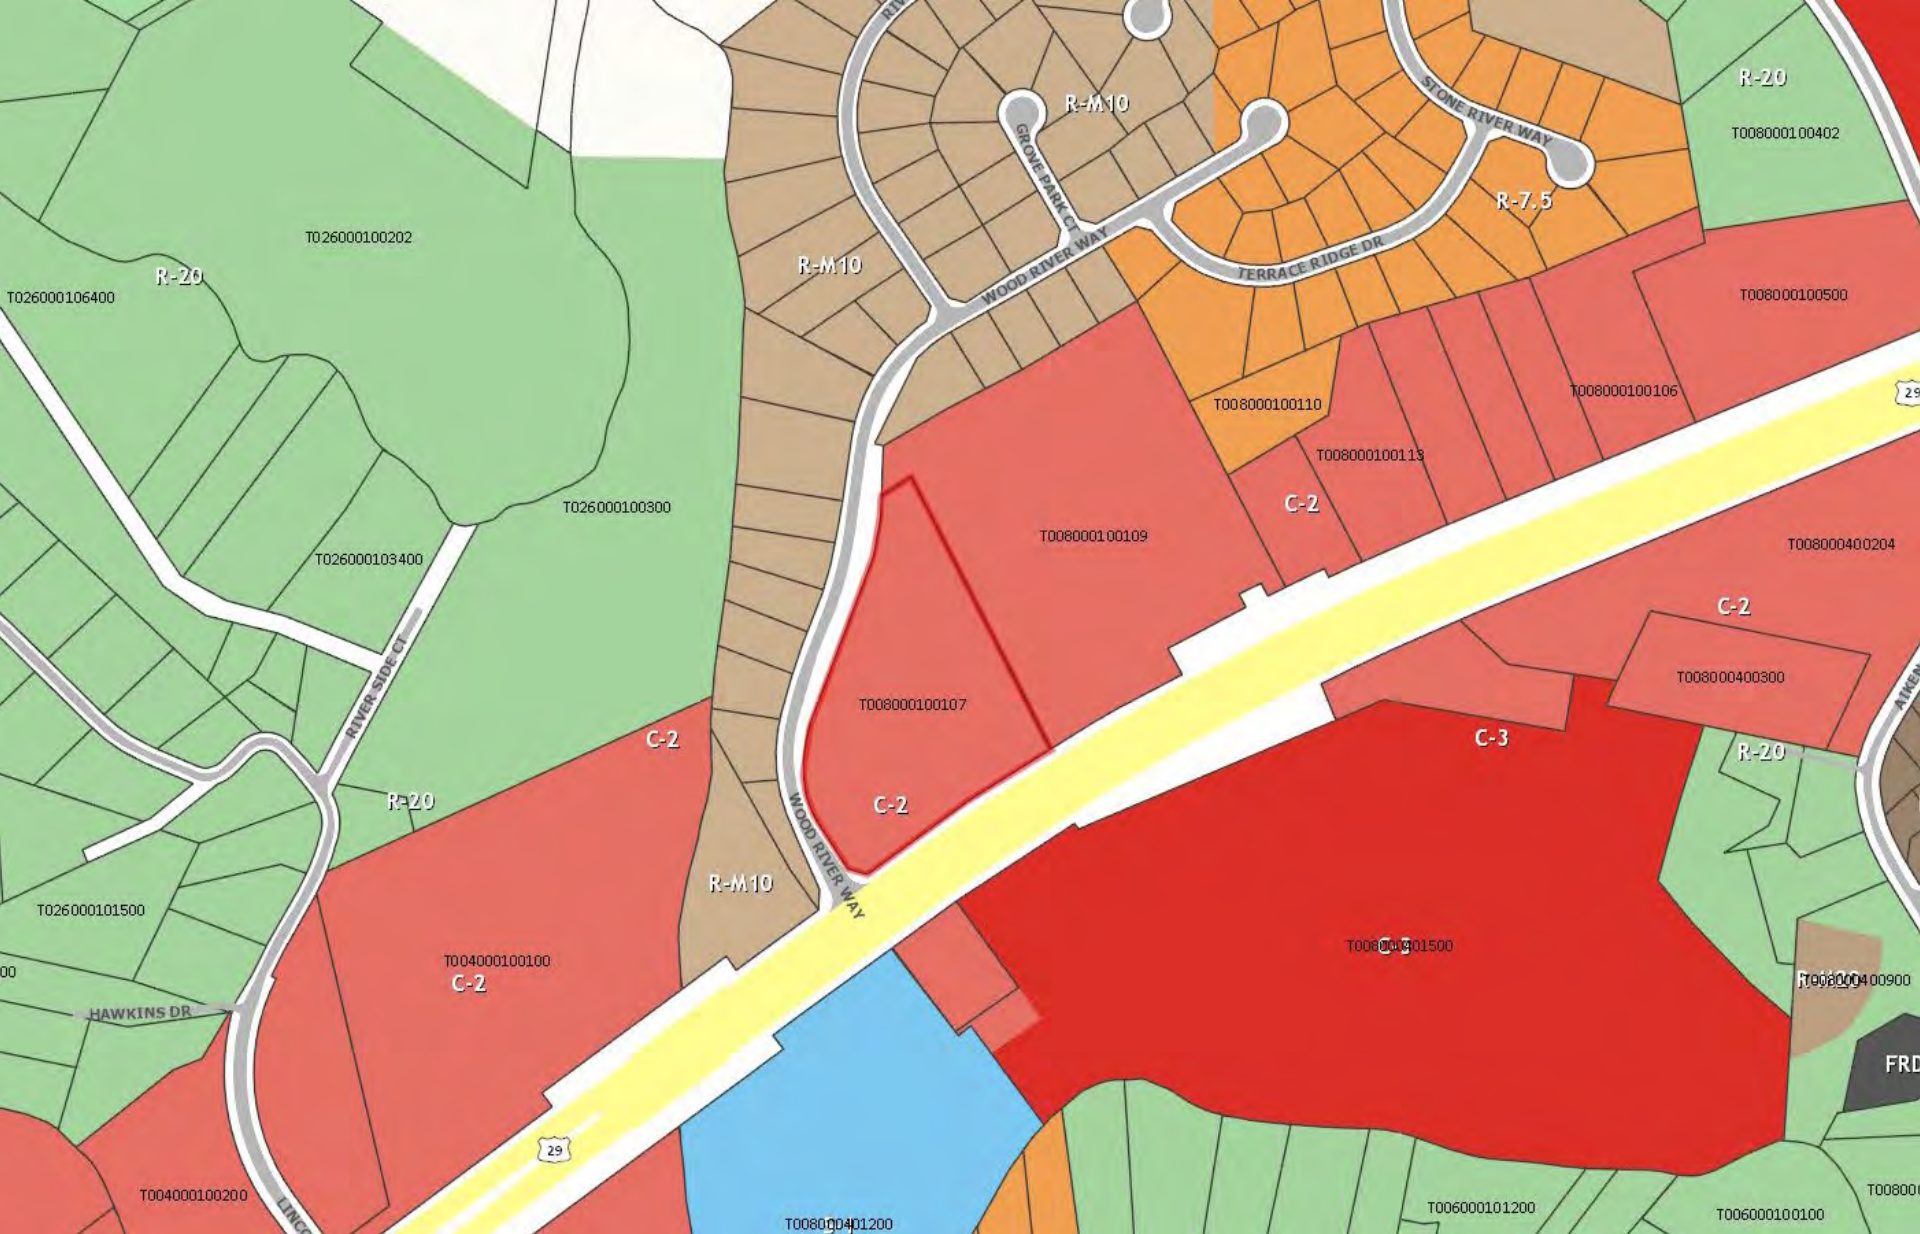 R-20
T008000100402
R-M10
STONE RIVER WAY
GROVE PARK CT
R-7.5
T026000100202
R-20
R-M10
WOOD RIVER WAY
TERRACE RIDGE DR
T026000106400
T008000100500
29
T008000100110
T008000100106
T008000100113
C-2
T026000100300
T008000100109
T008000400204
T026000103400
C-2
RIVER SIDE CT
T008000400300
T008000100107
C-2
C-3
R-20
R-20
C-2
WOOD RIVER WAY
R-M10
T026000101500
T004000100100
C-2
HAWKINS DR
FRD
29
T004000100200
T006000101200
T006000100100